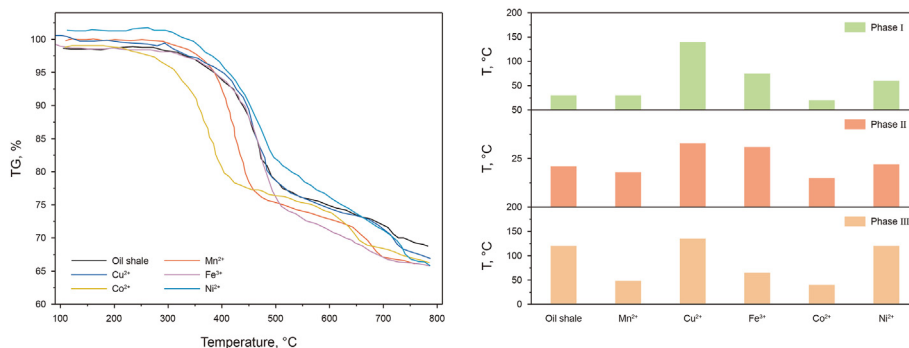 100
95
90
85
80
75
70
65
60
TG, %
Oil shale
Cu²⁺
Co²⁺
Mn²⁺
Fe³⁺
Ni²⁺
100 200 300 400 500 600 700 800
Temperature, °C
200
150
100
50
50
T, °C
Phase I
25
200
T, °C
Phase II
150
100
50
0
T, °C
Phase III
Oil shale Mn²⁺ Cu²⁺ Fe³⁺ Co²⁺ Ni²⁺